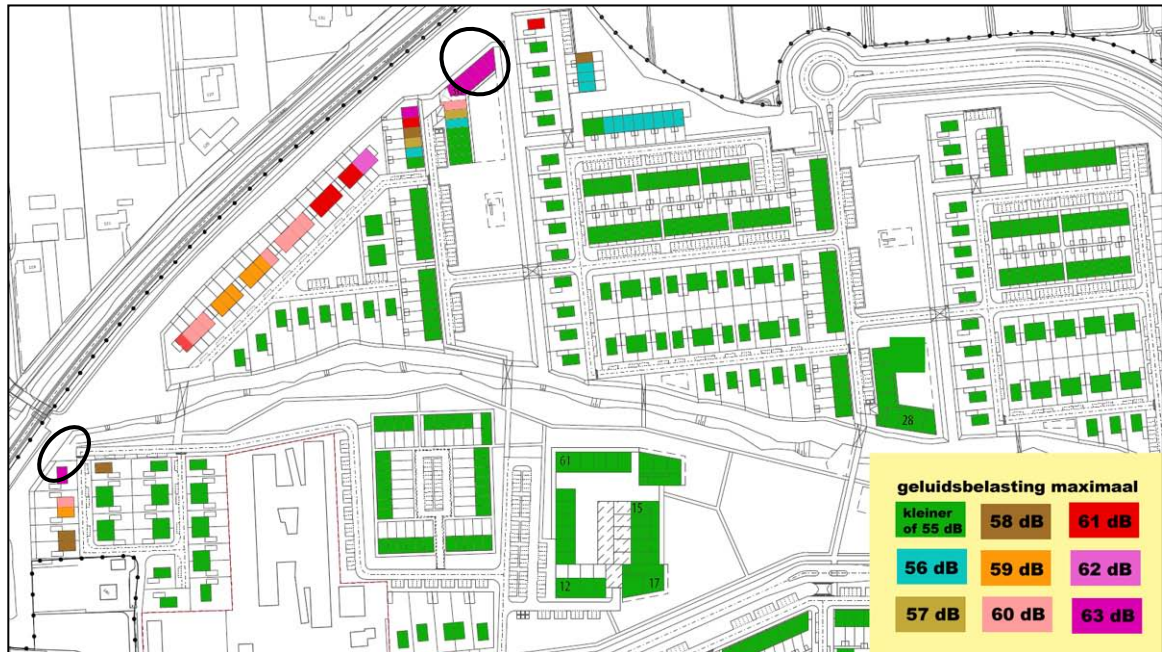 28
61
15
12
17
geluidsbelasting maximaal
kleiner
of 55 dB
58 dB
61 dB
56 dB
59 dB
62 dB
57 dB
60 dB
63 dB